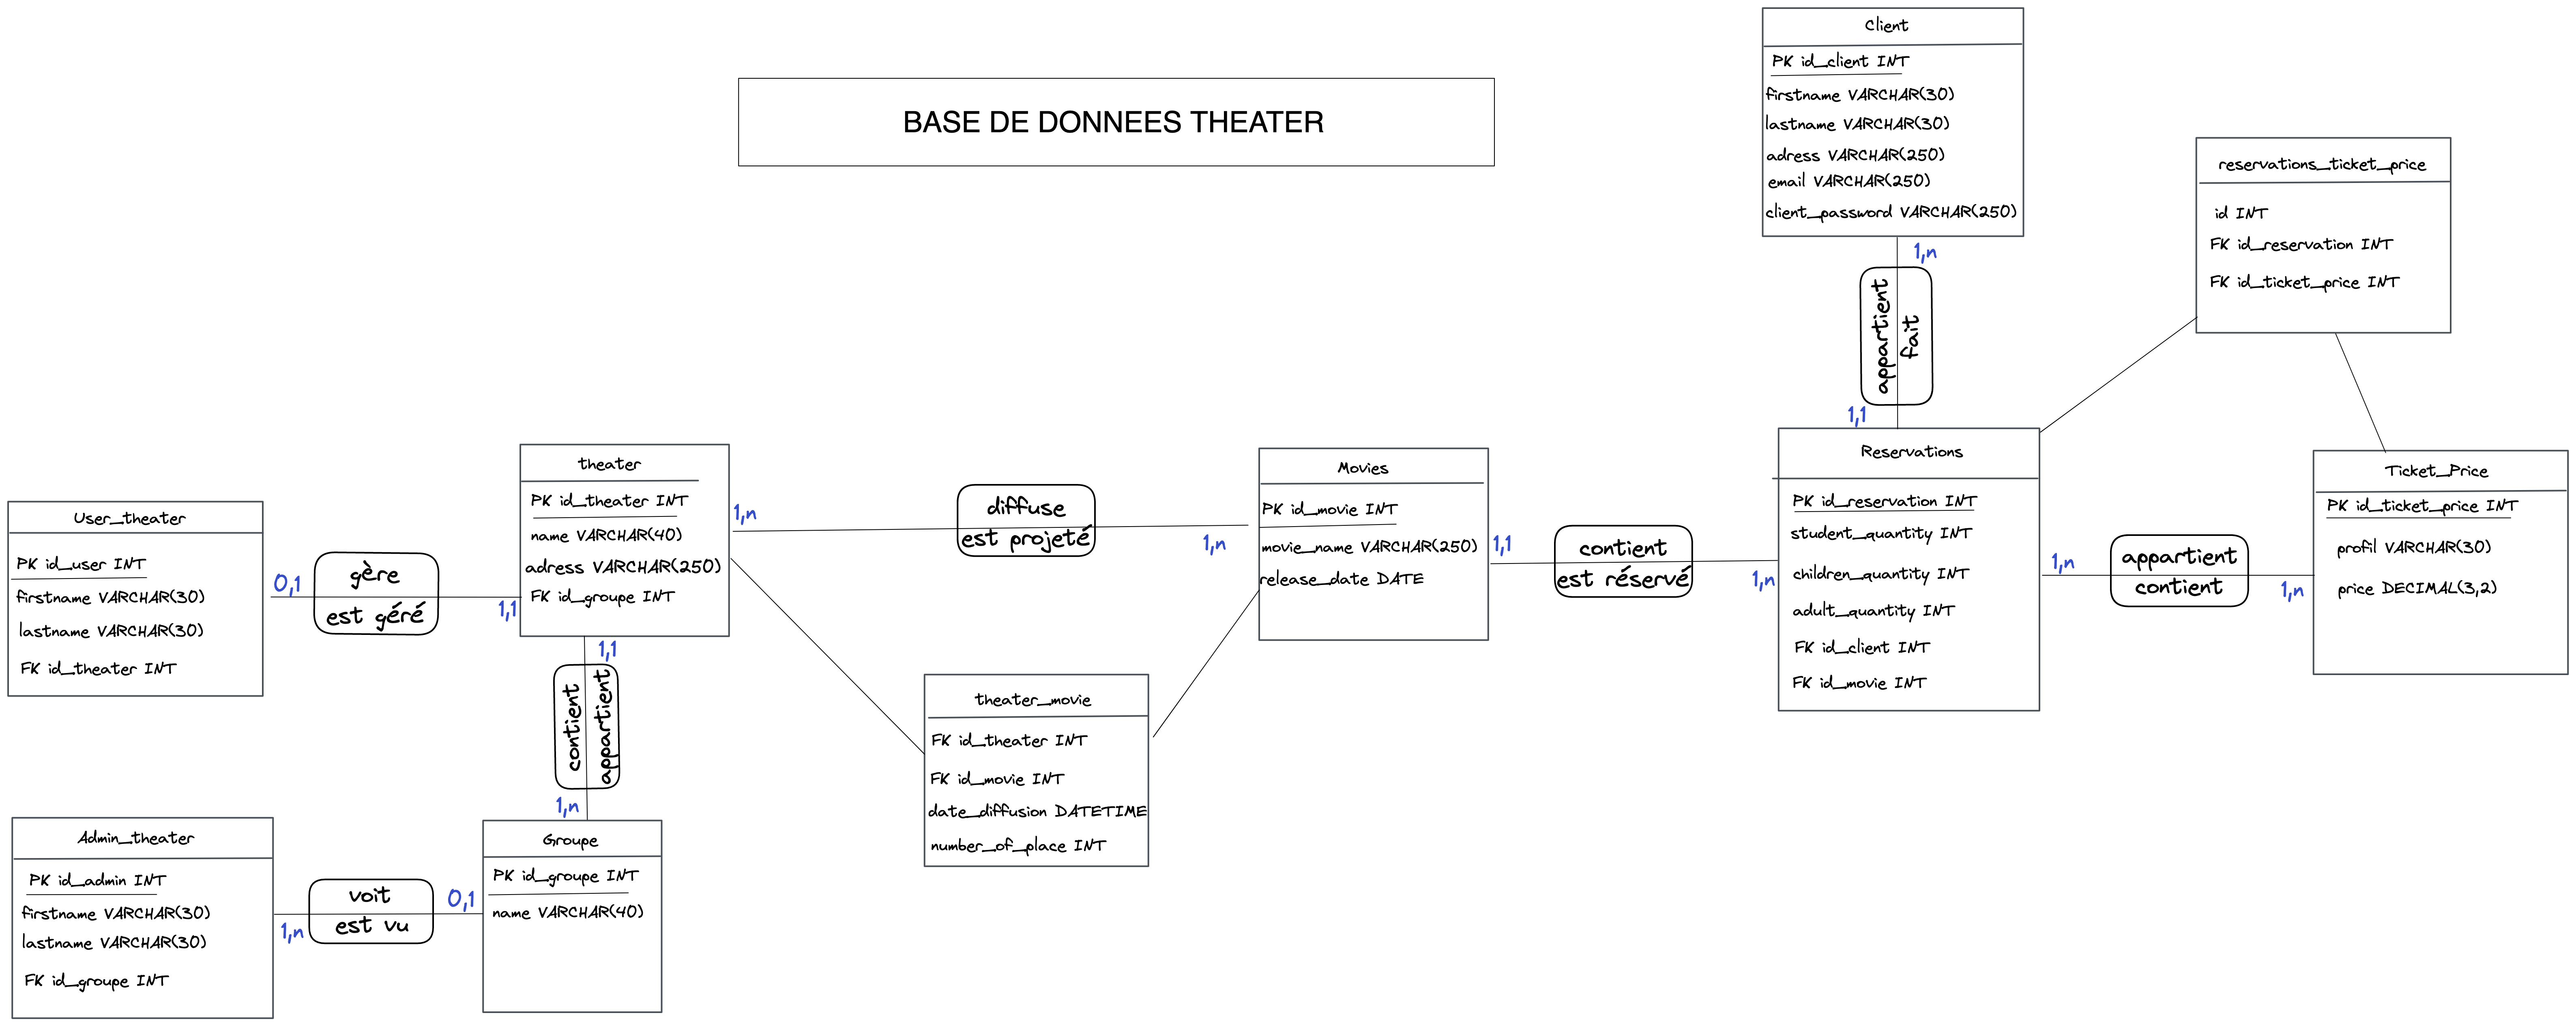 BASE DE DONNEES THEATER
Client
PK id_client INT
firstname VARCHAR(30)
lastname VARCHAR(30)
adress VARCHAR(250)
email VARCHAR(250)
client_password VARCHAR(250)
1,n
appartient
fait
1,1
reservations_ticket_price
id INT
FK id_reservation INT
FK id_ticket_price INT
User_theater
PK id_user INT
firstname VARCHAR(30)
lastname VARCHAR(30)
FK id_theater INT
0,1
gère
est géré
1,1
theater
PK id_theater INT
name VARCHAR(40)
adress VARCHAR(250)
FK id_groupe INT
1,n
diffuse
est projeté
1,n
Movies
PK id_movie INT
movie_name VARCHAR(250)
release_date DATE
1,1
contient
est réservé
1,n
Reservations
PK id_reservation INT
student_quantity INT
children_quantity INT
adult_quantity INT
FK id_client INT
FK id_movie INT
1,n
appartient
contient
1,n
Ticket_Price
PK id_ticket_price INT
profil VARCHAR(30)
price DECIMAL(3,2)
1,1
contient
appartient
1,n
theater_movie
FK id_theater INT
FK id_movie INT
date_diffusion DATETIME
number_of_place INT
Admin_theater
PK id_admin INT
firstname VARCHAR(30)
lastname VARCHAR(30)
FK id_groupe INT
1,n
voit
est vu
0,1
Groupe
PK id_groupe INT
name VARCHAR(40)